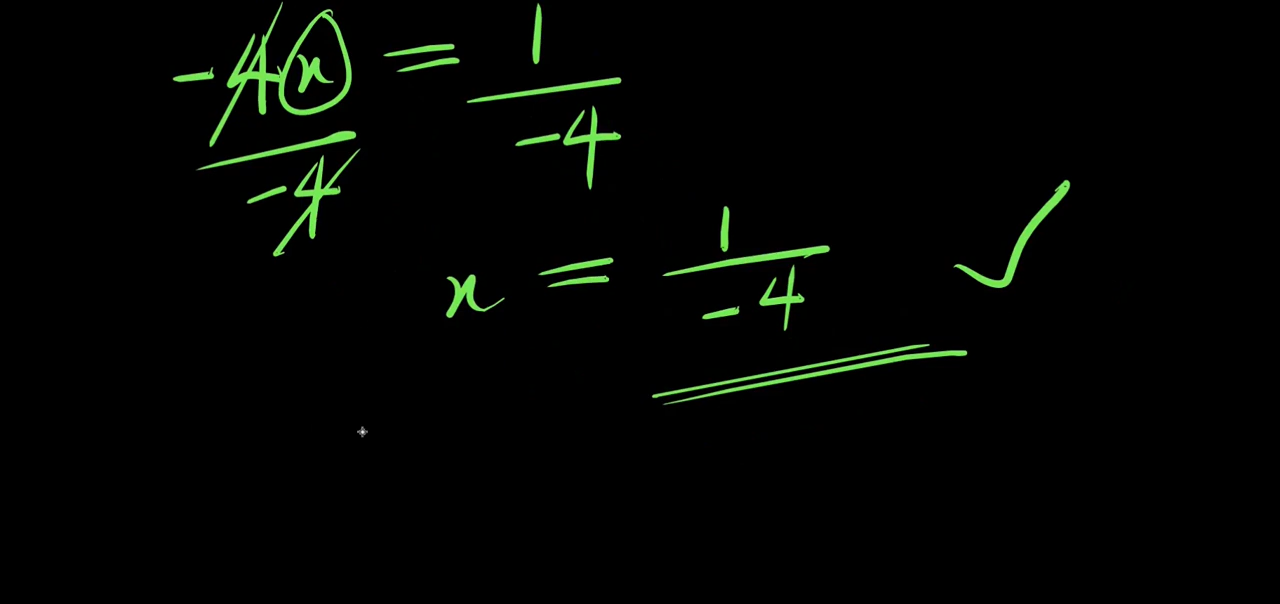 -4x/-4 = 1/-4
x = 1/-4 ✓